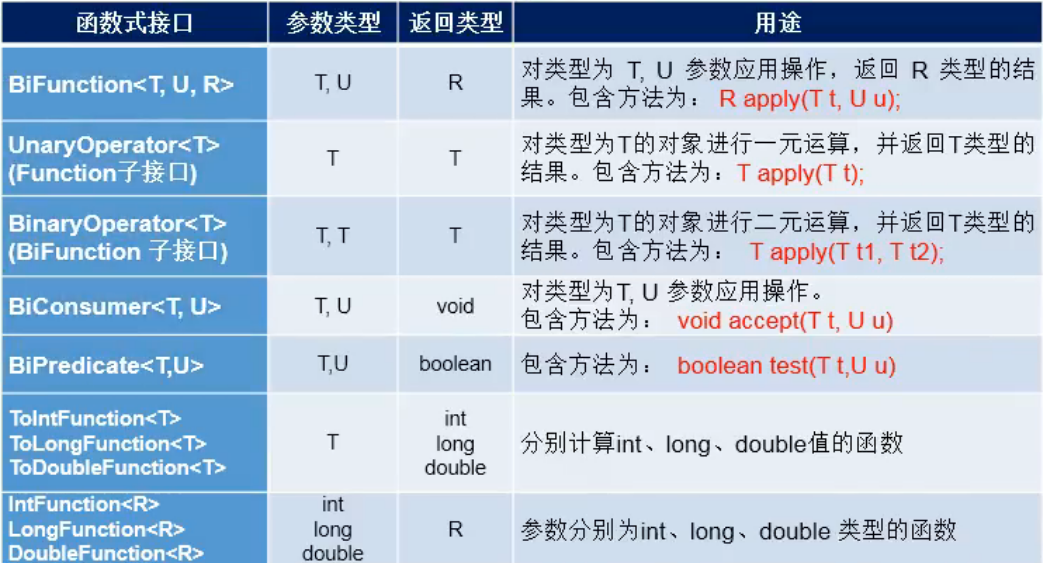 函数式接口 参数类型 返回类型 用途
BiFunction<T, U, R> T, U R 对类型为 T, U 参数应用操作，返回 R 类型的结
果。包含方法为： R apply(T t, U u);
UnaryOperator<T>
(Function子接口) T T 对类型为T的对象进行一元运算，并返回T类型的
结果。包含方法为：T apply(T t);
BinaryOperator<T>
(BiFunction 子接口) T, T T 对类型为T的对象进行二元运算，并返回T类型的
结果。包含方法为： T apply(T t1, T t2);
BiConsumer<T, U> T, U void 对类型为T, U 参数应用操作。
包含方法为： void accept(T t, U u)
BiPredicate<T,U> T,U boolean 包含方法为： boolean test(T t,U u)
ToIntFunction<T>
ToLongFunction<T>
ToDoubleFunction<T>
T
int
long
double
分别计算int、long、double值的函数
IntFunction<R>
LongFunction<R>
DoubleFunction<R>
int
long
double
R
参数分别为int、long、double 类型的函数